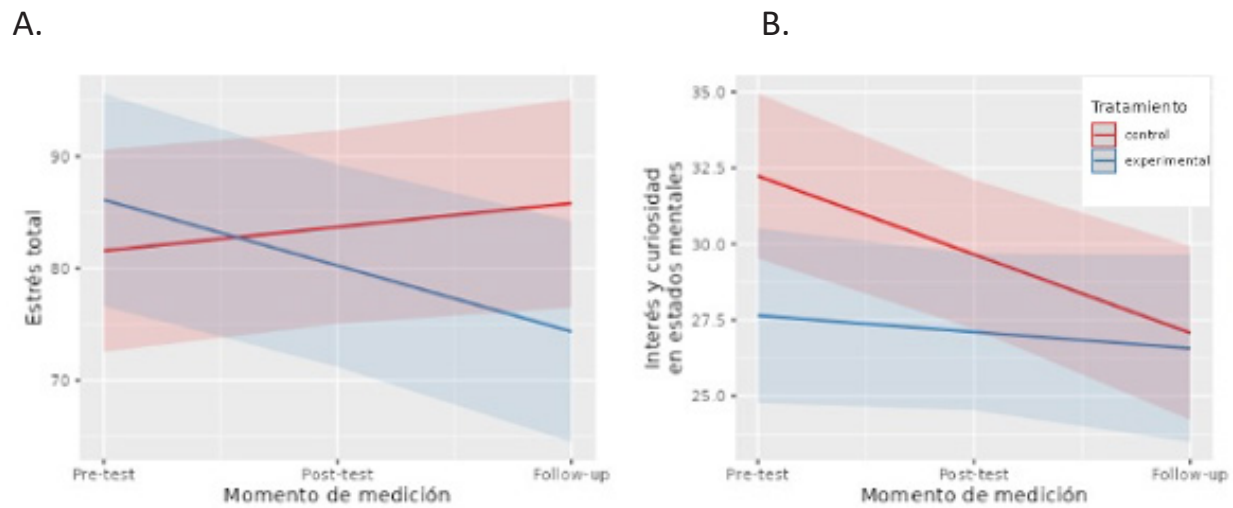 A.
B.
Estrés total
90
80
70
Pre-test
Post-test
Follow-up
Momento de medición
Interés y curiosidad
en estados mentales
35.0
32.5
30.0
27.5
25.0
Tratamiento
control
experimental
Pre-test
Post-test
Follow-up
Momento de medición